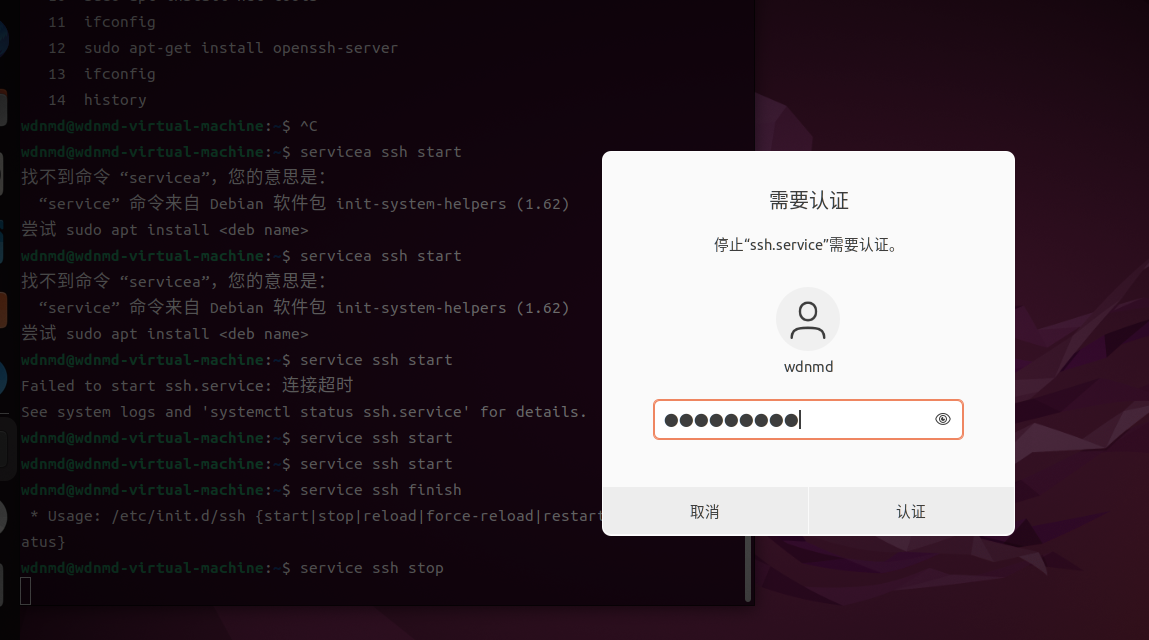 11  ifconfig
12  sudo apt-get install openssh-server
13  ifconfig
14  history
wdnmd@wdnmd-virtual-machine:~$ ^C
wdnmd@wdnmd-virtual-machine:~$ servicea ssh start
找不到命令 “servicea”，您的意思是：
  “service” 命令来自 Debian 软件包 init-system-helpers (1.62)
尝试 sudo apt install <deb name>
wdnmd@wdnmd-virtual-machine:~$ servicea ssh start
找不到命令 “servicea”，您的意思是：
  “service” 命令来自 Debian 软件包 init-system-helpers (1.62)
尝试 sudo apt install <deb name>
wdnmd@wdnmd-virtual-machine:~$ service ssh start
Failed to start ssh.service: 连接超时
See system logs and 'systemctl status ssh.service' for details.
wdnmd@wdnmd-virtual-machine:~$ service ssh start
wdnmd@wdnmd-virtual-machine:~$ service ssh start
wdnmd@wdnmd-virtual-machine:~$ service ssh finish
 * Usage: /etc/init.d/ssh {start|stop|reload|force-reload|restart
atus}
wdnmd@wdnmd-virtual-machine:~$ service ssh stop
需要认证
停止“ssh.service”需要认证。
wdnmd
●●●●●●●●●
取消
认证